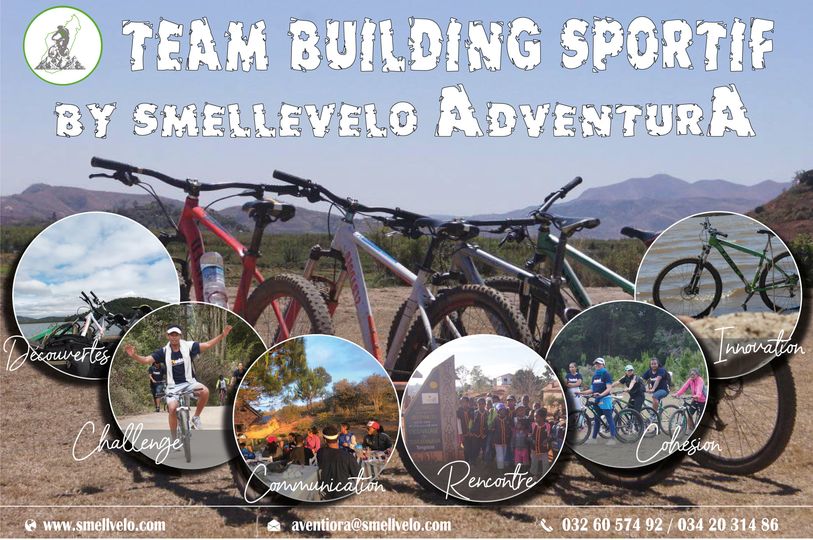 TEAM BUILDING SPORTIF
BY SMELLEVELO ADVENTURA
Découvertes
Challenge
Communication
Rencontre
Cohésion
Innovation
www.smellvelo.com
aventiora@smellvelo.com
032 60 574 92 / 034 20 314 86